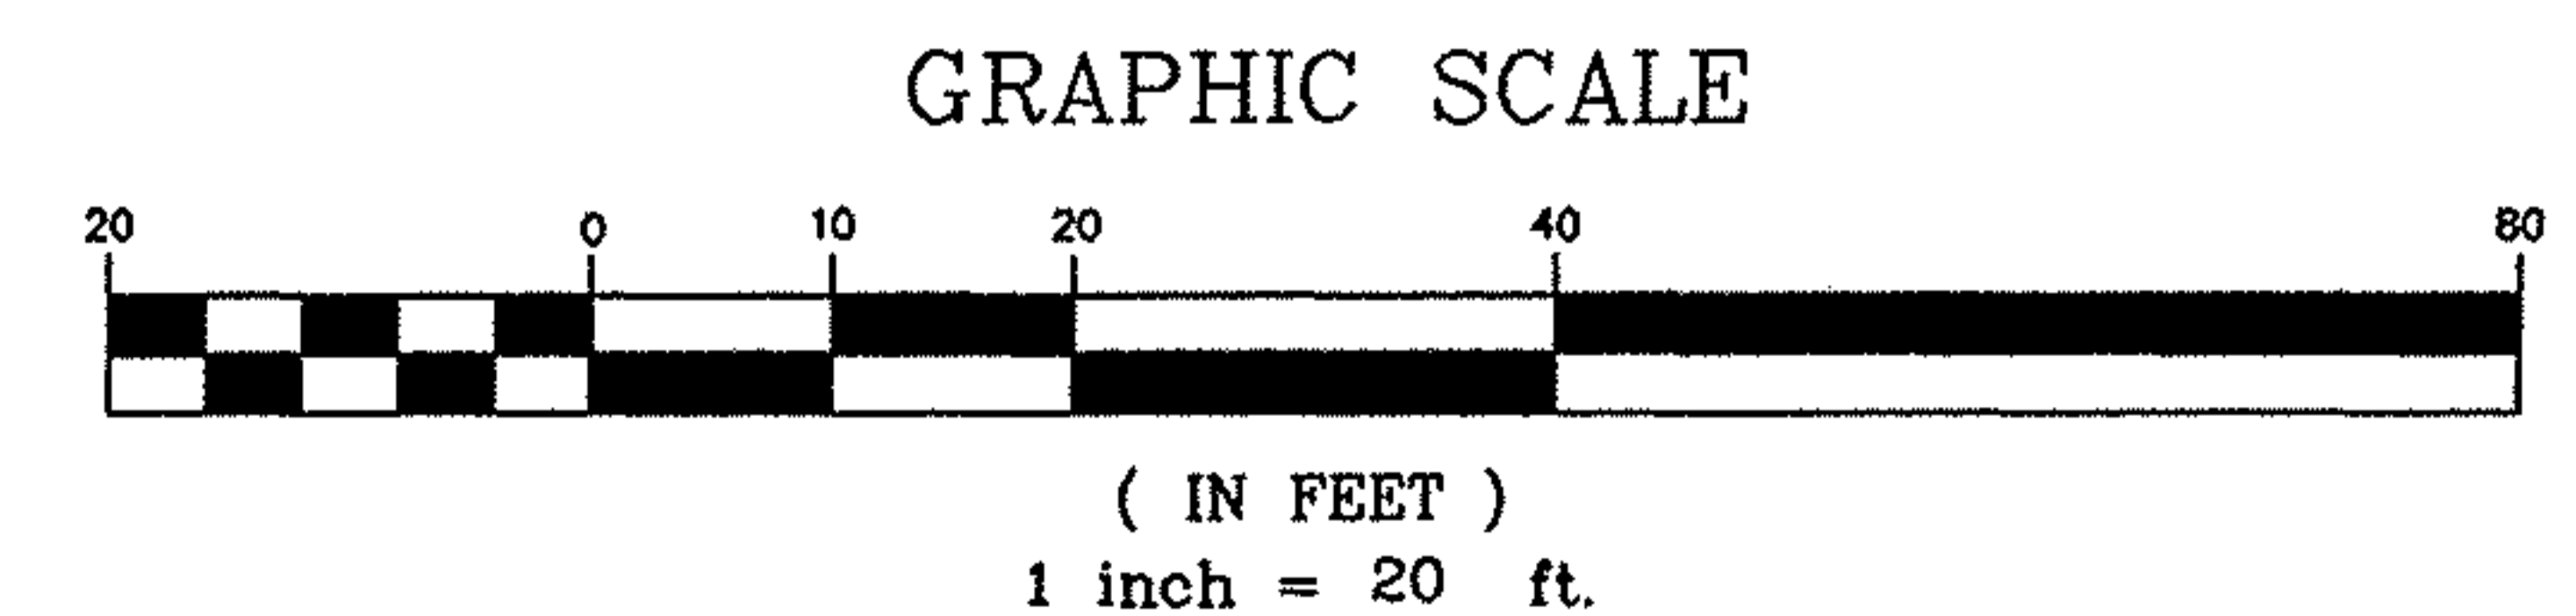 GRAPHIC SCALE
20 0 10 20 40 80
( IN FEET )
1 inch = 20 ft.